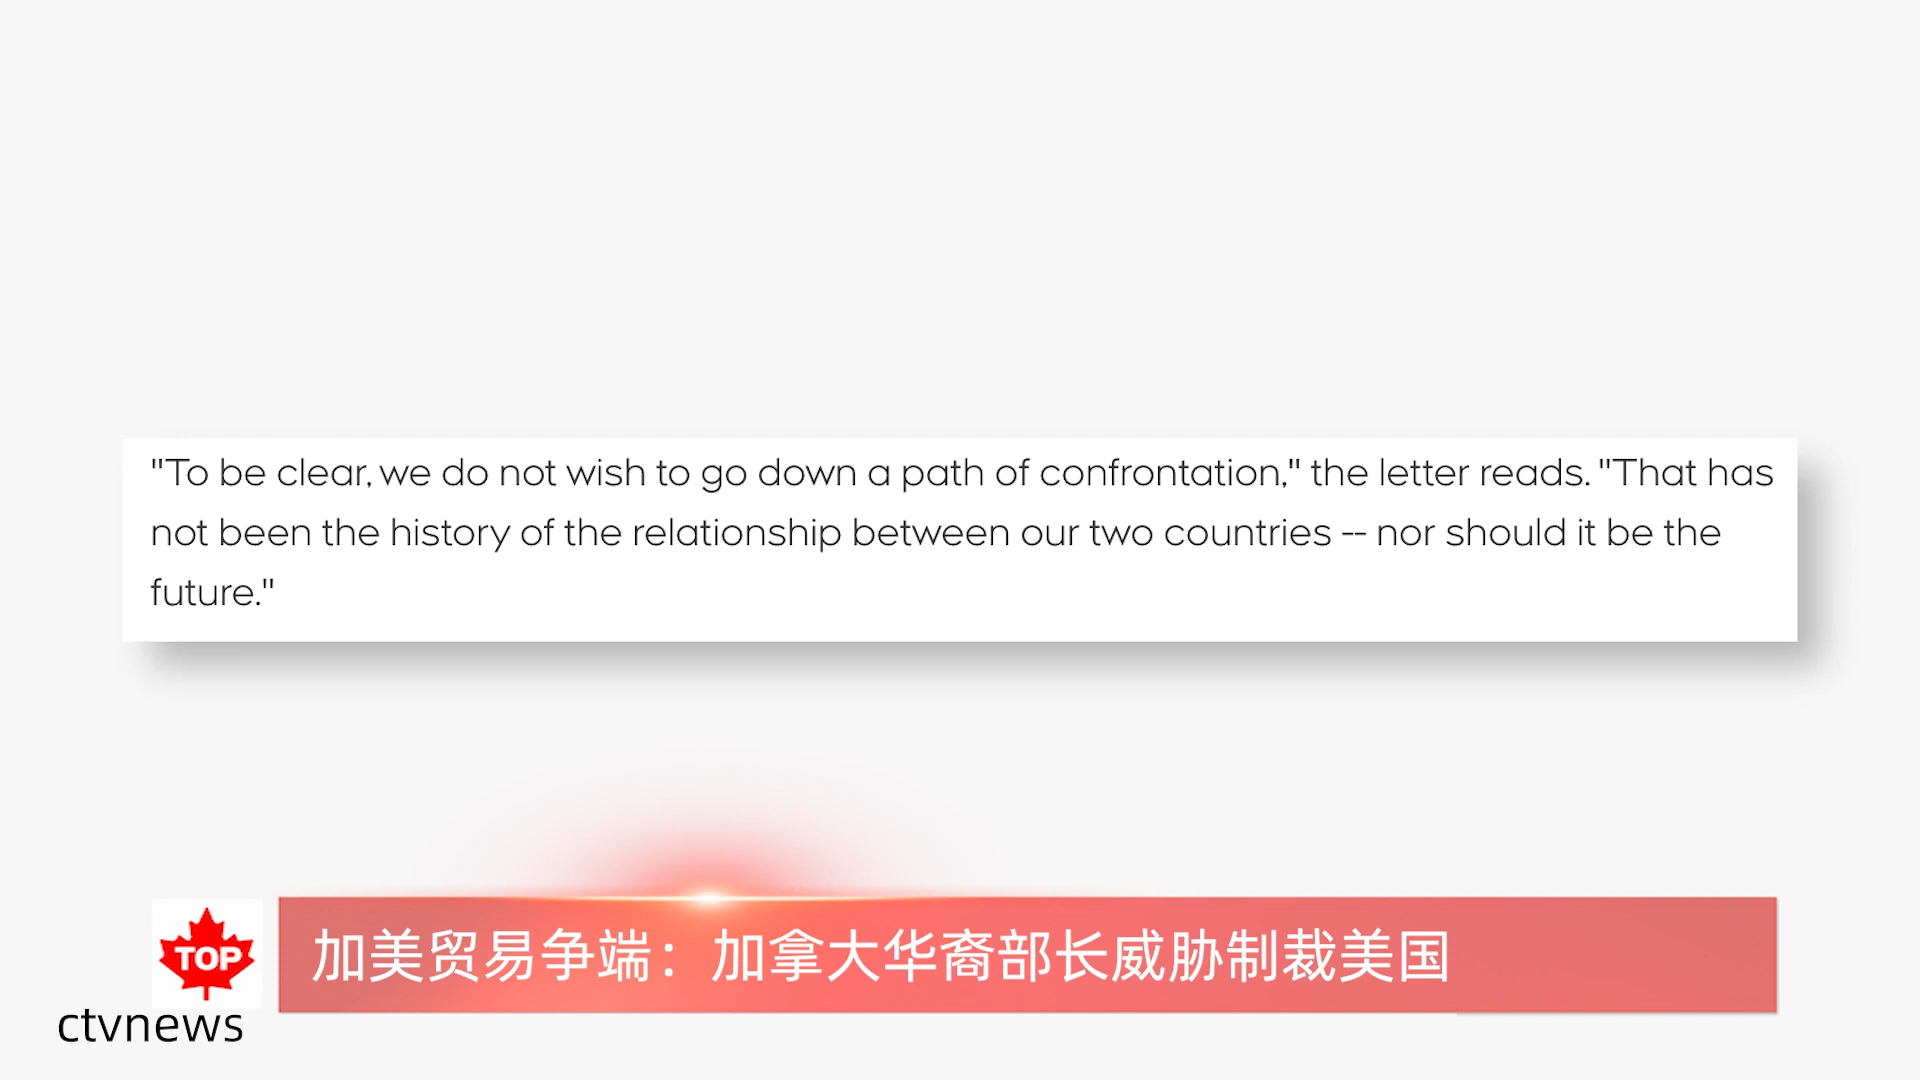 "To be clear, we do not wish to go down a path of confrontation," the letter reads. "That has
not been the history of the relationship between our two countries -- nor should it be the
future."
TOP
加美贸易争端：加拿大华裔部长威胁制裁美国
ctvnews